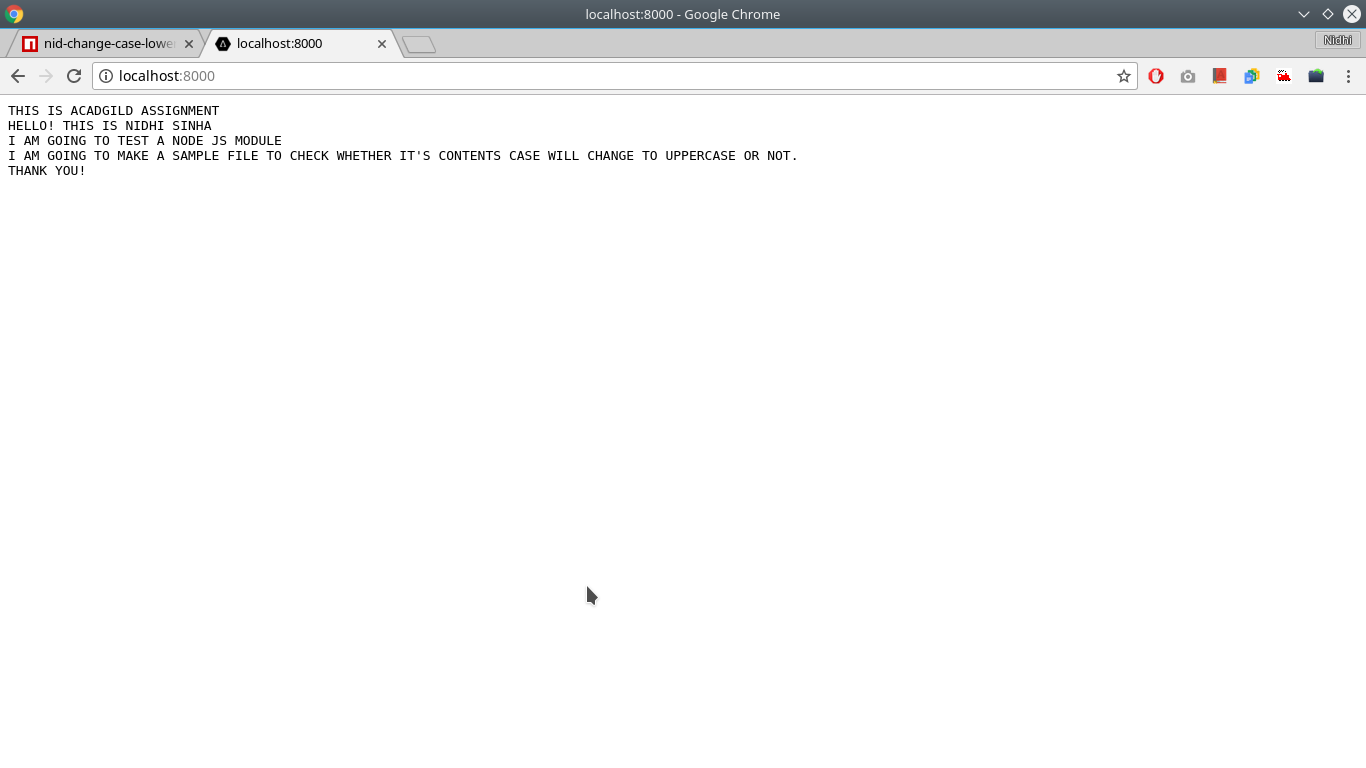 localhost:8000 - Google Chrome
nid-change-case-lowe
localhost:8000
Nidhi
localhost:8000
THIS IS ACADGILD ASSIGNMENT
HELLO! THIS IS NIDHI SINHA
I AM GOING TO TEST A NODE JS MODULE
I AM GOING TO MAKE A SAMPLE FILE TO CHECK WHETHER IT'S CONTENTS CASE WILL CHANGE TO UPPERCASE OR NOT.
THANK YOU!